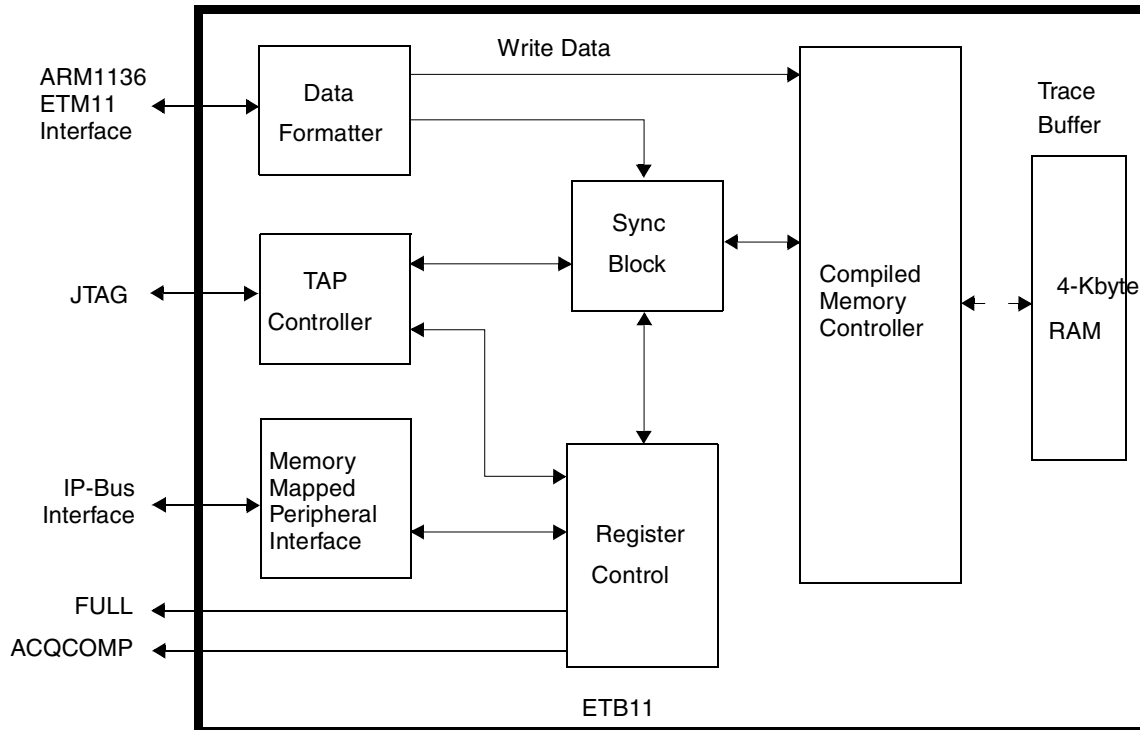 Write Data
ARM1136
ETM11
Interface
Data
Formatter
Trace
Buffer
Sync
Block
JTAG
TAP
Controller
Compiled
Memory
Controller
4-Kbyte
RAM
IP-Bus
Interface
Memory
Mapped
Peripheral
Interface
Register
Control
FULL
ACQCOMP
ETB11